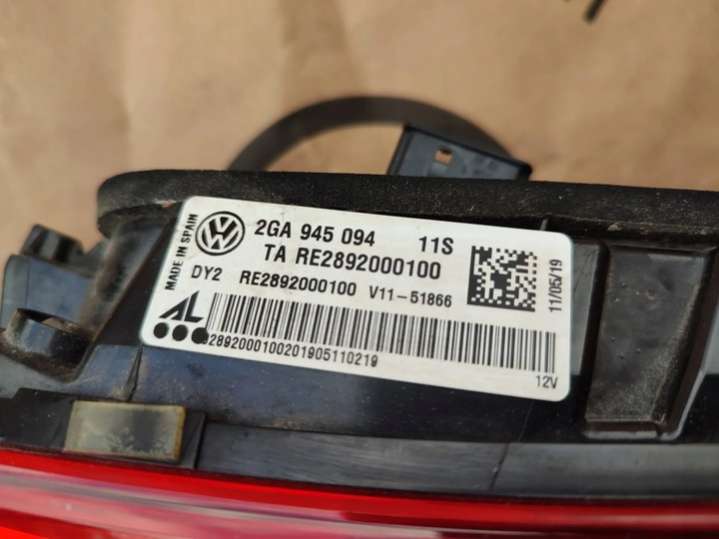 MADE IN SPAIN
2GA 945 094 11S
TA RE2892000100
DY2 RE2892000100 V11-51866
AL
2892000100201905110219
12V
11/05/19